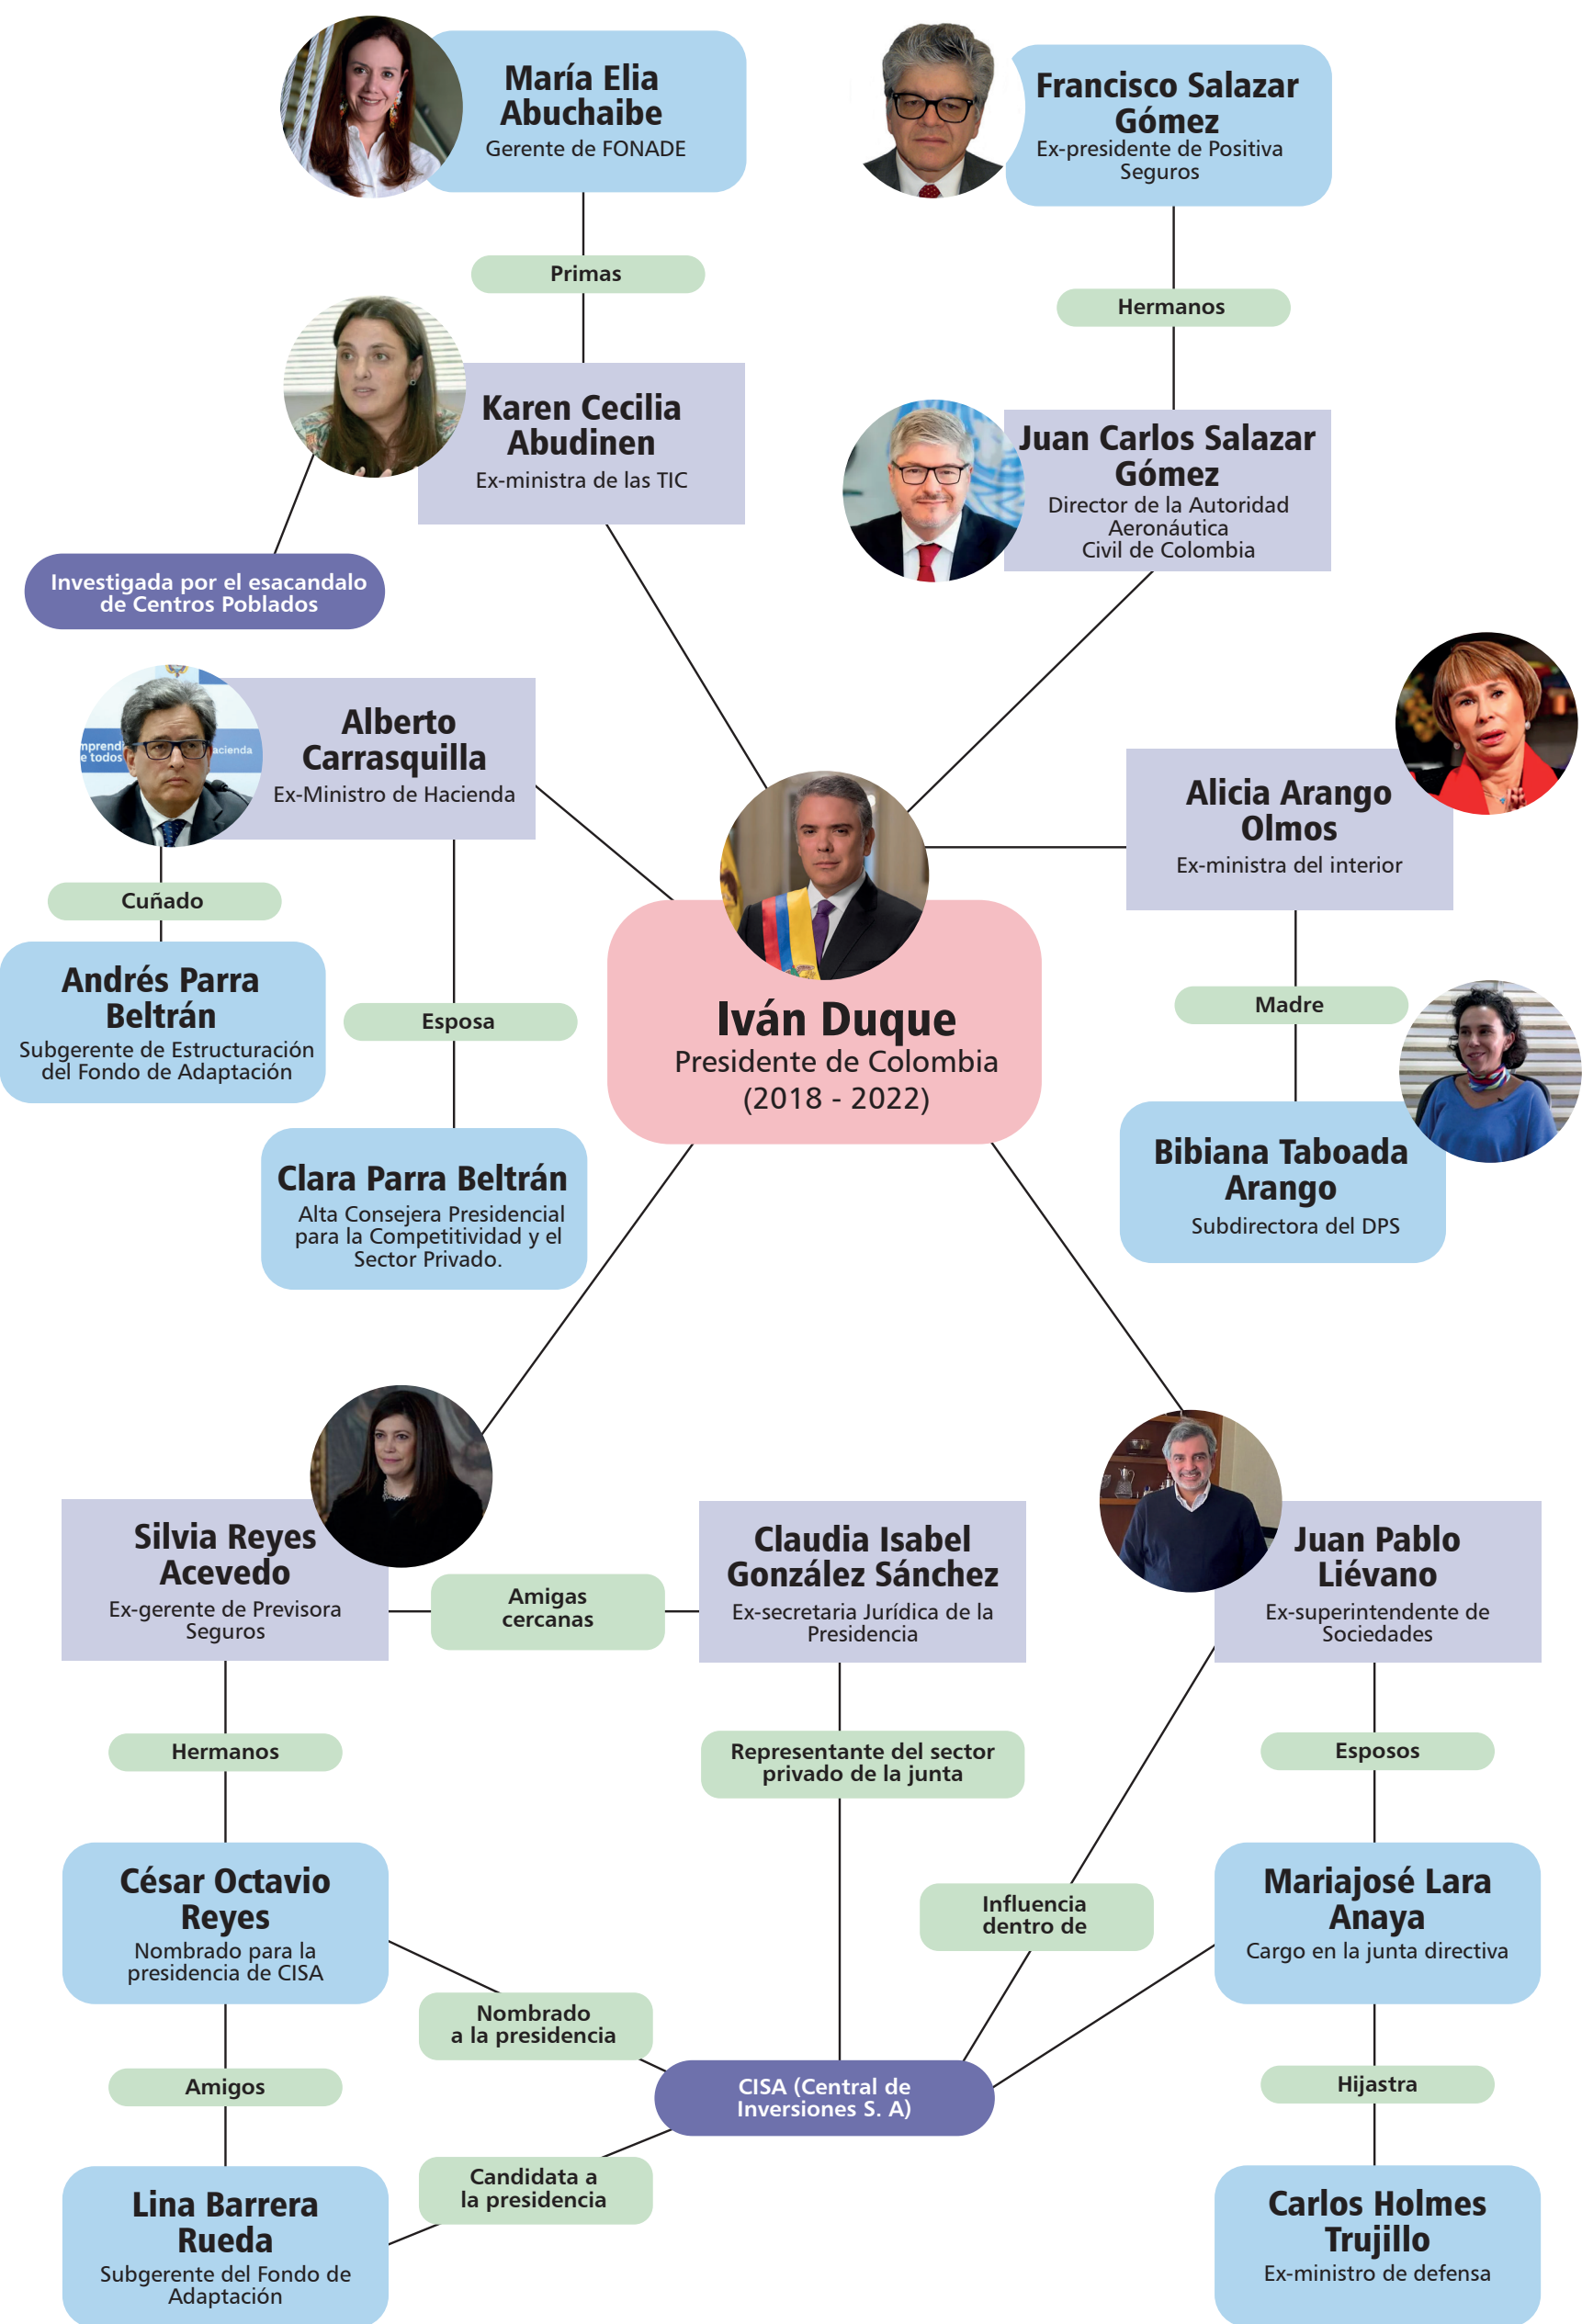 María Elia
Abuchaibe
Gerente de FONADE
Francisco Salazar
Gómez
Ex-presidente de Positiva
Seguros
Primas
Hermanos
Karen Cecilia
Abudinen
Ex-ministra de las TIC
Juan Carlos Salazar
Gómez
Director de la Autoridad
Aeronáutica
Civil de Colombia
Investigada por el esacandalo
de Centros Poblados
Alberto
Carrasquilla
Ex-Ministro de Hacienda
Alicia Arango
Olmos
Ex-ministra del interior
Cuñado
Andrés Parra
Beltrán
Subgerente de Estructuración
del Fondo de Adaptación
Esposa
Madre
Iván Duque
Presidente de Colombia
(2018 - 2022)
Clara Parra Beltrán
Alta Consejera Presidencial
para la Competitividad y el
Sector Privado.
Bibiana Taboada
Arango
Subdirectora del DPS
Silvia Reyes
Acevedo
Ex-gerente de Previsora
Seguros
Amigas
cercanas
Claudia Isabel
González Sánchez
Ex-secretaria Jurídica de la
Presidencia
Juan Pablo
Liévano
Ex-superintendente de
Sociedades
Hermanos
Representante del sector
privado de la junta
Esposos
César Octavio
Reyes
Nombrado para la
presidencia de CISA
Influencia
dentro de
Mariajosé Lara
Anaya
Cargo en la junta directiva
Nombrado
a la presidencia
Amigos
CISA (Central de
Inversiones S. A)
Hijastra
Candidata a
la presidencia
Lina Barrera
Rueda
Subgerente del Fondo de
Adaptación
Carlos Holmes
Trujillo
Ex-ministro de defensa